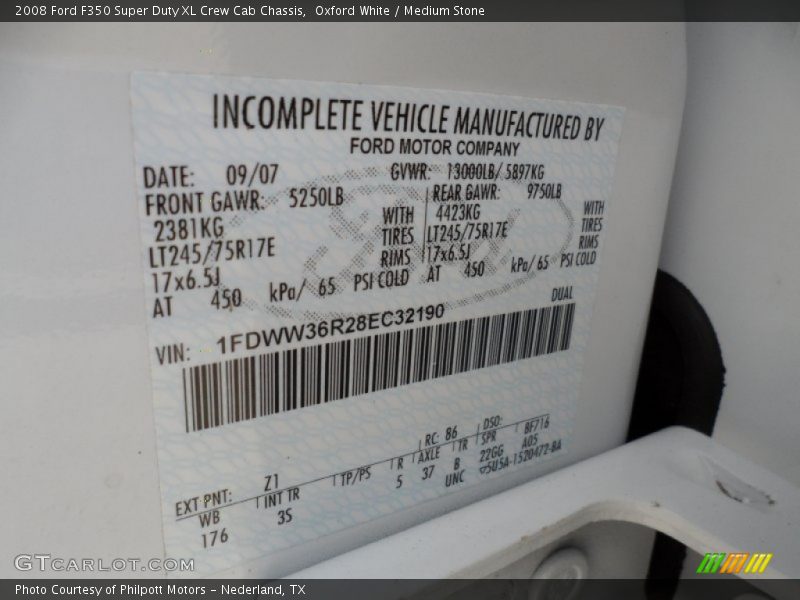 2008 Ford F350 Super Duty XL Crew Cab Chassis, Oxford White / Medium Stone
INCOMPLETE VEHICLE MANUFACTURED BY
FORD MOTOR COMPANY
DATE: 09/07 GVWR: 13000LB/ 5897KG
FRONT GAWR: 5250LB REAR GAWR: 9750LB
2381KG WITH 4423KG WITH
LT245/75R17E TIRES LT245/75R17E TIRES
17x6.5J RIMS 17x6.5J RIMS
AT 450 kPa/ 65 PSI COLD AT 450 kPa/ 65 PSI COLD
VIN: 1FDWW36R28EC32190 DUAL
EXT PNT: Z1 RC: 86 DSO:
WB INT TR TP/PS R AXLE TR SPR BF716
176 3S 5 37 B 22GG A05
UNC 5U5A-1520472-BA
GTCARLOT.COM
Photo Courtesy of Philpott Motors - Nederland, TX